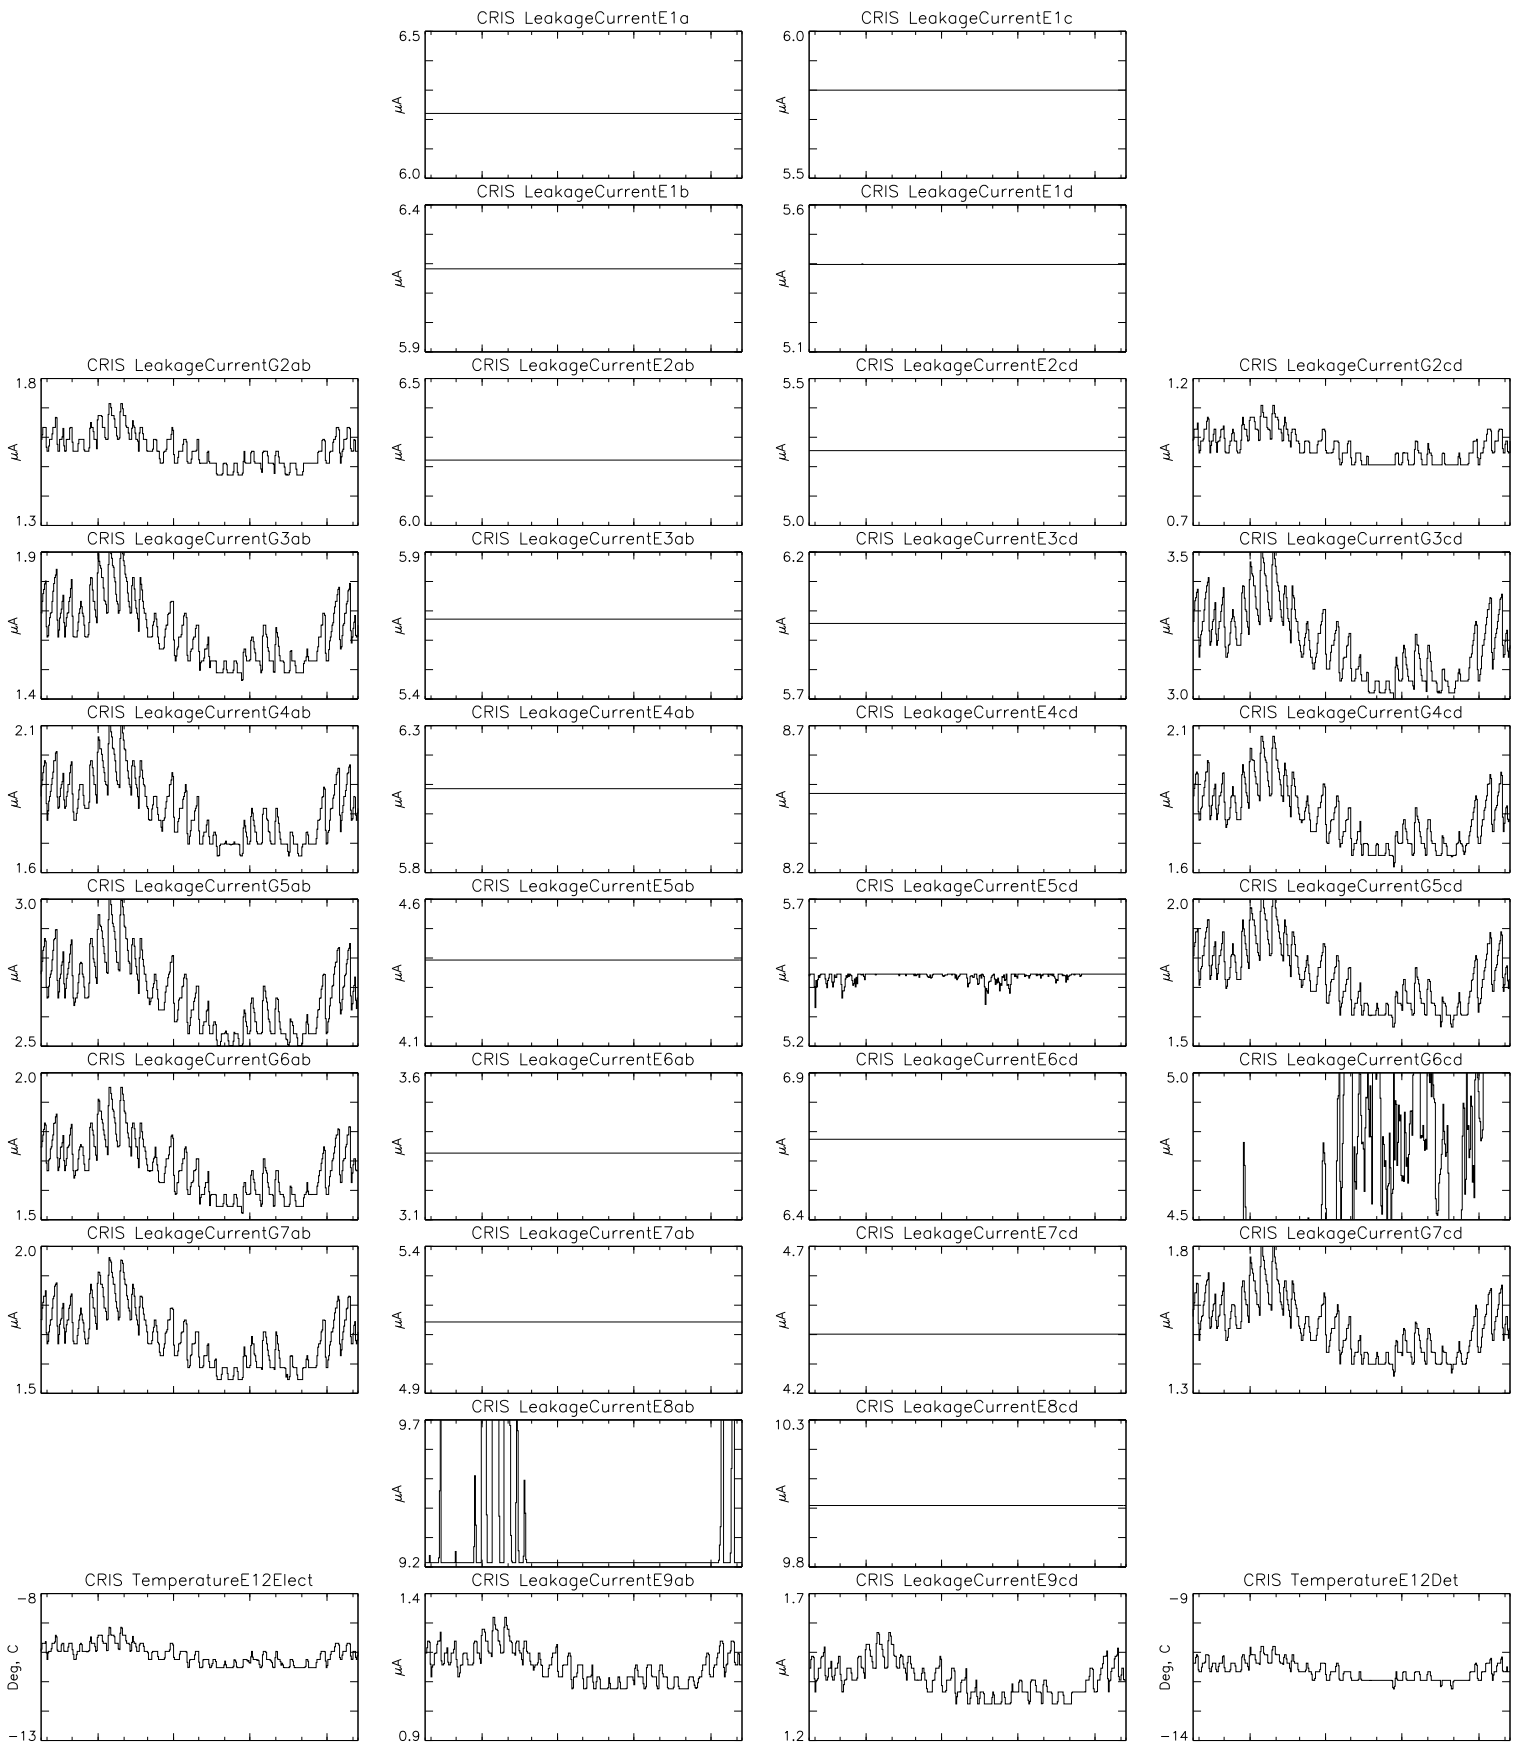 CRIS LeakageCurrentE1a
6.5
μA
6.0
CRIS LeakageCurrentE1c
6.0
μA
5.5
CRIS LeakageCurrentE1b
6.4
μA
5.9
CRIS LeakageCurrentE1d
5.6
μA
5.1
CRIS LeakageCurrentG2ab
1.8
μA
1.3
CRIS LeakageCurrentE2ab
6.5
μA
6.0
CRIS LeakageCurrentE2cd
5.5
μA
5.0
CRIS LeakageCurrentG2cd
1.2
μA
0.7
CRIS LeakageCurrentG3ab
1.9
μA
1.4
CRIS LeakageCurrentE3ab
5.9
μA
5.4
CRIS LeakageCurrentE3cd
6.2
μA
5.7
CRIS LeakageCurrentG3cd
3.5
μA
3.0
CRIS LeakageCurrentG4ab
2.1
μA
1.6
CRIS LeakageCurrentE4ab
6.3
μA
5.8
CRIS LeakageCurrentE4cd
8.7
μA
8.2
CRIS LeakageCurrentG4cd
2.1
μA
1.6
CRIS LeakageCurrentG5ab
3.0
μA
2.5
CRIS LeakageCurrentE5ab
4.6
μA
4.1
CRIS LeakageCurrentE5cd
5.7
μA
5.2
CRIS LeakageCurrentG5cd
2.0
μA
1.5
CRIS LeakageCurrentG6ab
2.0
μA
1.5
CRIS LeakageCurrentE6ab
3.6
μA
3.1
CRIS LeakageCurrentE6cd
6.9
μA
6.4
CRIS LeakageCurrentG6cd
5.0
μA
4.5
CRIS LeakageCurrentG7ab
2.0
μA
1.5
CRIS LeakageCurrentE7ab
5.4
μA
4.9
CRIS LeakageCurrentE7cd
4.7
μA
4.2
CRIS LeakageCurrentG7cd
1.8
μA
1.3
CRIS LeakageCurrentE8ab
9.7
μA
9.2
CRIS LeakageCurrentE8cd
10.3
μA
9.8
CRIS TemperatureE12Elect
−8
Deg, C
−13
CRIS LeakageCurrentE9ab
1.4
μA
0.9
CRIS LeakageCurrentE9cd
1.7
μA
1.2
CRIS TemperatureE12Det
−9
Deg, C
−14